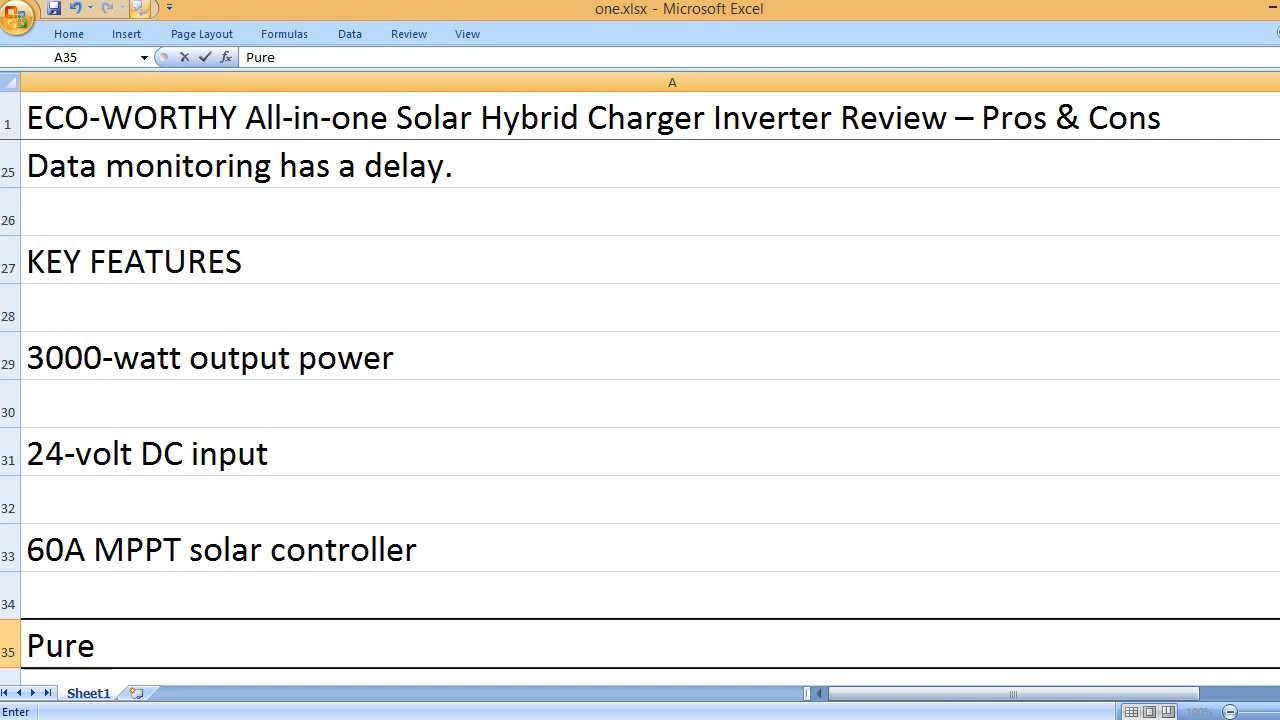 one.xlsx - Microsoft Excel
Home Insert Page Layout Formulas Data Review View
A35 fx Pure
A
1 ECO-WORTHY All-in-one Solar Hybrid Charger Inverter Review – Pros & Cons
25 Data monitoring has a delay.
26
27 KEY FEATURES
28
29 3000-watt output power
30
31 24-volt DC input
32
33 60A MPPT solar controller
34
35 Pure
Sheet1
Enter 100%